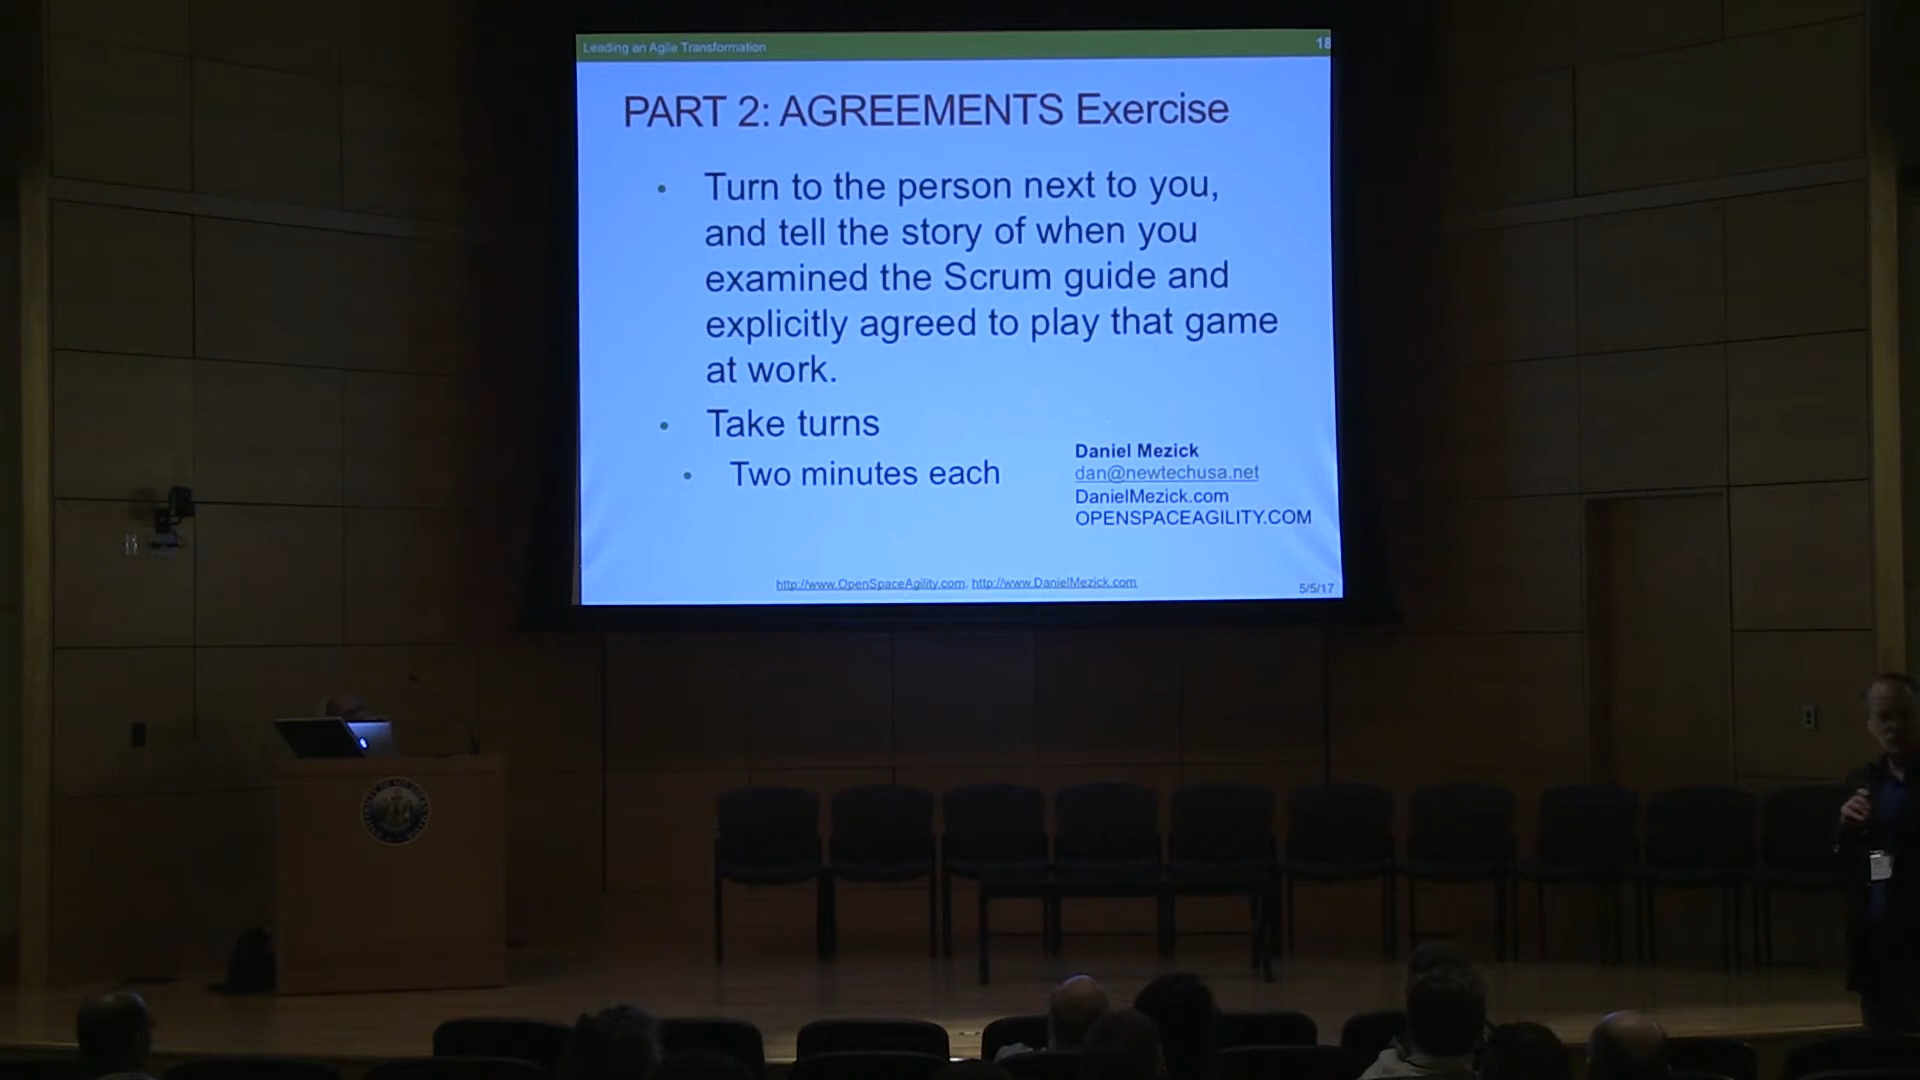 Leading an Agile Transformation
18
PART 2: AGREEMENTS Exercise
• Turn to the person next to you,
and tell the story of when you
examined the Scrum guide and
explicitly agreed to play that game
at work.
• Take turns
• Two minutes each
Daniel Mezick
dan@newtechusa.net
DanielMezick.com
OPENSPACEAGILITY.COM
http://www.OpenSpaceAgility.com, http://www.DanielMezick.com
5/5/17